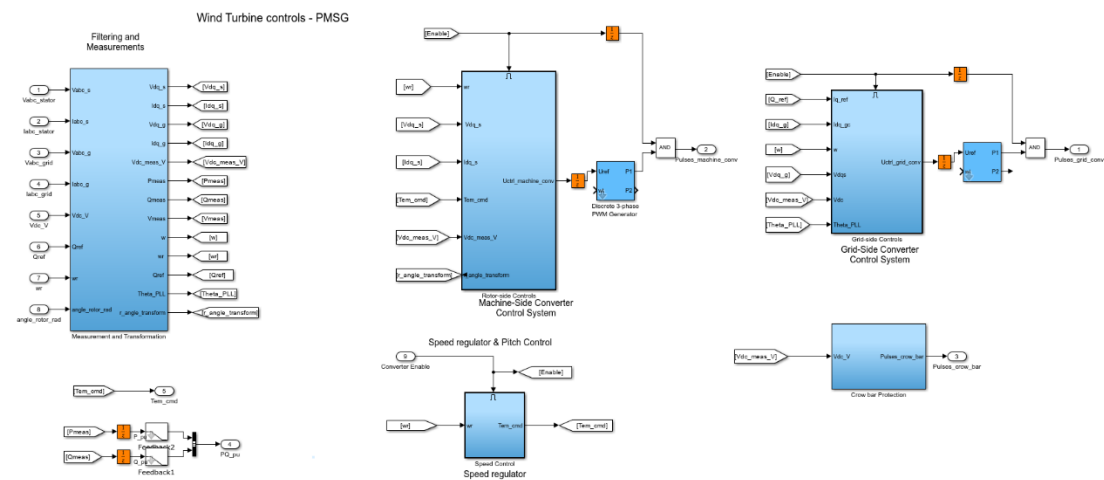 Wind Turbine controls - PMSG
Filtering and
Measurements
1
Vabc_stator
2
Iabc_stator
3
Vabc_grid
4
Iabc_grid
5
Vdc_V
6
Qref
7
wr
8
angle_rotor_rad
Vabc_s
Iabc_s
Vabc_g
Iabc_g
Vdc_V
Qref
wr
angle_rotor_rad
Vdq_s
Idq_s
Vdq_g
Idq_g
Vdc_meas_V
Pmeas
Qmeas
Vmeas
w
wr
Qref
Theta_PLL
r_angle_transform
[Vdq_s]
[Idq_s]
[Vdq_g]
[Idq_g]
[Vdc_meas_V]
[Pmeas]
[Qmeas]
[Vmeas]
[w]
[wr]
[Qref]
[Theta_PLL]
[r_angle_transform]
Measurement and Transformation
[Tem_cmd]
5
Tem_cmd
[Pmeas]
P_pu
Feedback2
[Qmeas]
Q_pu
Feedback1
4
PQ_pu
[Enable]
[wr]
[Vdq_s]
[Idq_s]
[Tem_cmd]
[Vdc_meas_V]
[r_angle_transform]
wr
Vdq_s
Idq_s
Tem_cmd
Vdc_meas_V
r_angle_transform
Uctrl_machine_conv
Rotor-side Controls
Machine-Side Converter
Control System
Uref
wt
P1
P2
Discrete 3-phase
PWM Generator
AND
2
Pulses_machine_conv
Speed regulator & Pitch Control
9
Converter Enable
[Enable]
[wr]
wr
Tem_cmd
[Tem_cmd]
Speed Control
Speed regulator
[Enable]
[Q_ref]
[Idq_g]
[w]
[Vdq_g]
[Vdc_meas_V]
[Theta_PLL]
Iq_ref
Idq_gc
w
Vdqs
Vdc
Theta_PLL
Uctrl_grid_conv
Grid-side Controls
Grid-Side Converter
Control System
Uref
wt
P1
P2
AND
1
Pulses_grid_conv
[Vdc_meas_V]
Vdc_V
Pulses_crow_bar
3
Pulses_crow_bar
Crow bar Protection